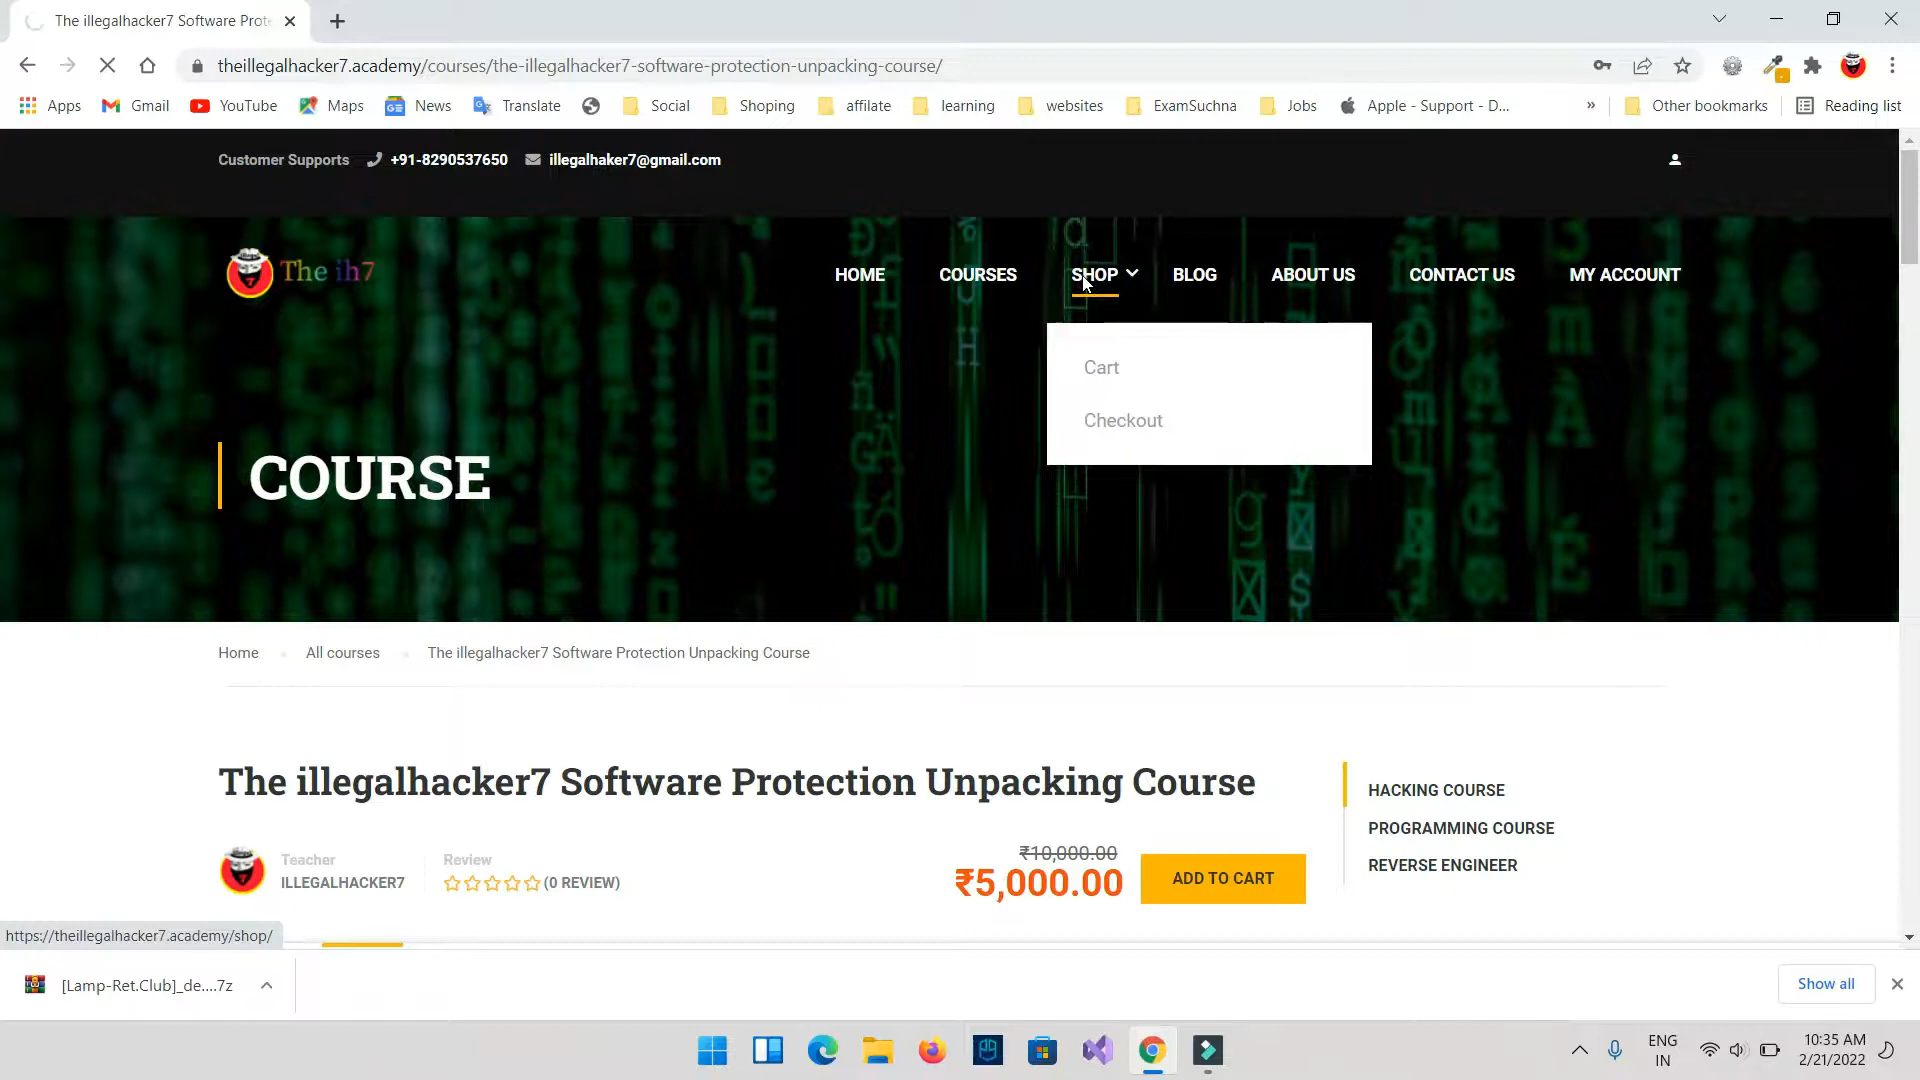 The illegalhacker7 Software Prote
theillegalhacker7.academy/courses/the-illegalhacker7-software-protection-unpacking-course/
Apps Gmail YouTube Maps News Translate Social Shoping affilate learning websites ExamSuchna Jobs Apple - Support - D... » Other bookmarks Reading list
Customer Supports +91-8290537650 illegalhaker7@gmail.com
The ih7 HOME COURSES SHOP BLOG ABOUT US CONTACT US MY ACCOUNT
Cart
Checkout
COURSE
Home All courses The illegalhacker7 Software Protection Unpacking Course
The illegalhacker7 Software Protection Unpacking Course
HACKING COURSE
PROGRAMMING COURSE
REVERSE ENGINEER
Teacher
ILLEGALHACKER7
Review
(0 REVIEW)
₹10,000.00
₹5,000.00
ADD TO CART
https://theillegalhacker7.academy/shop/
[Lamp-Ret.Club]_de....7z
Show all
ENG
IN
10:35 AM
2/21/2022